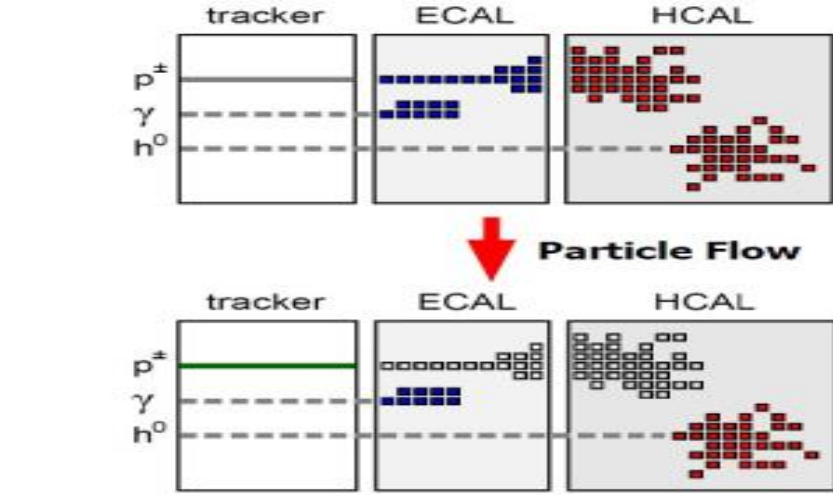 tracker ECAL HCAL
p±
γ
h⁰
Particle Flow
tracker ECAL HCAL
p±
γ
h⁰